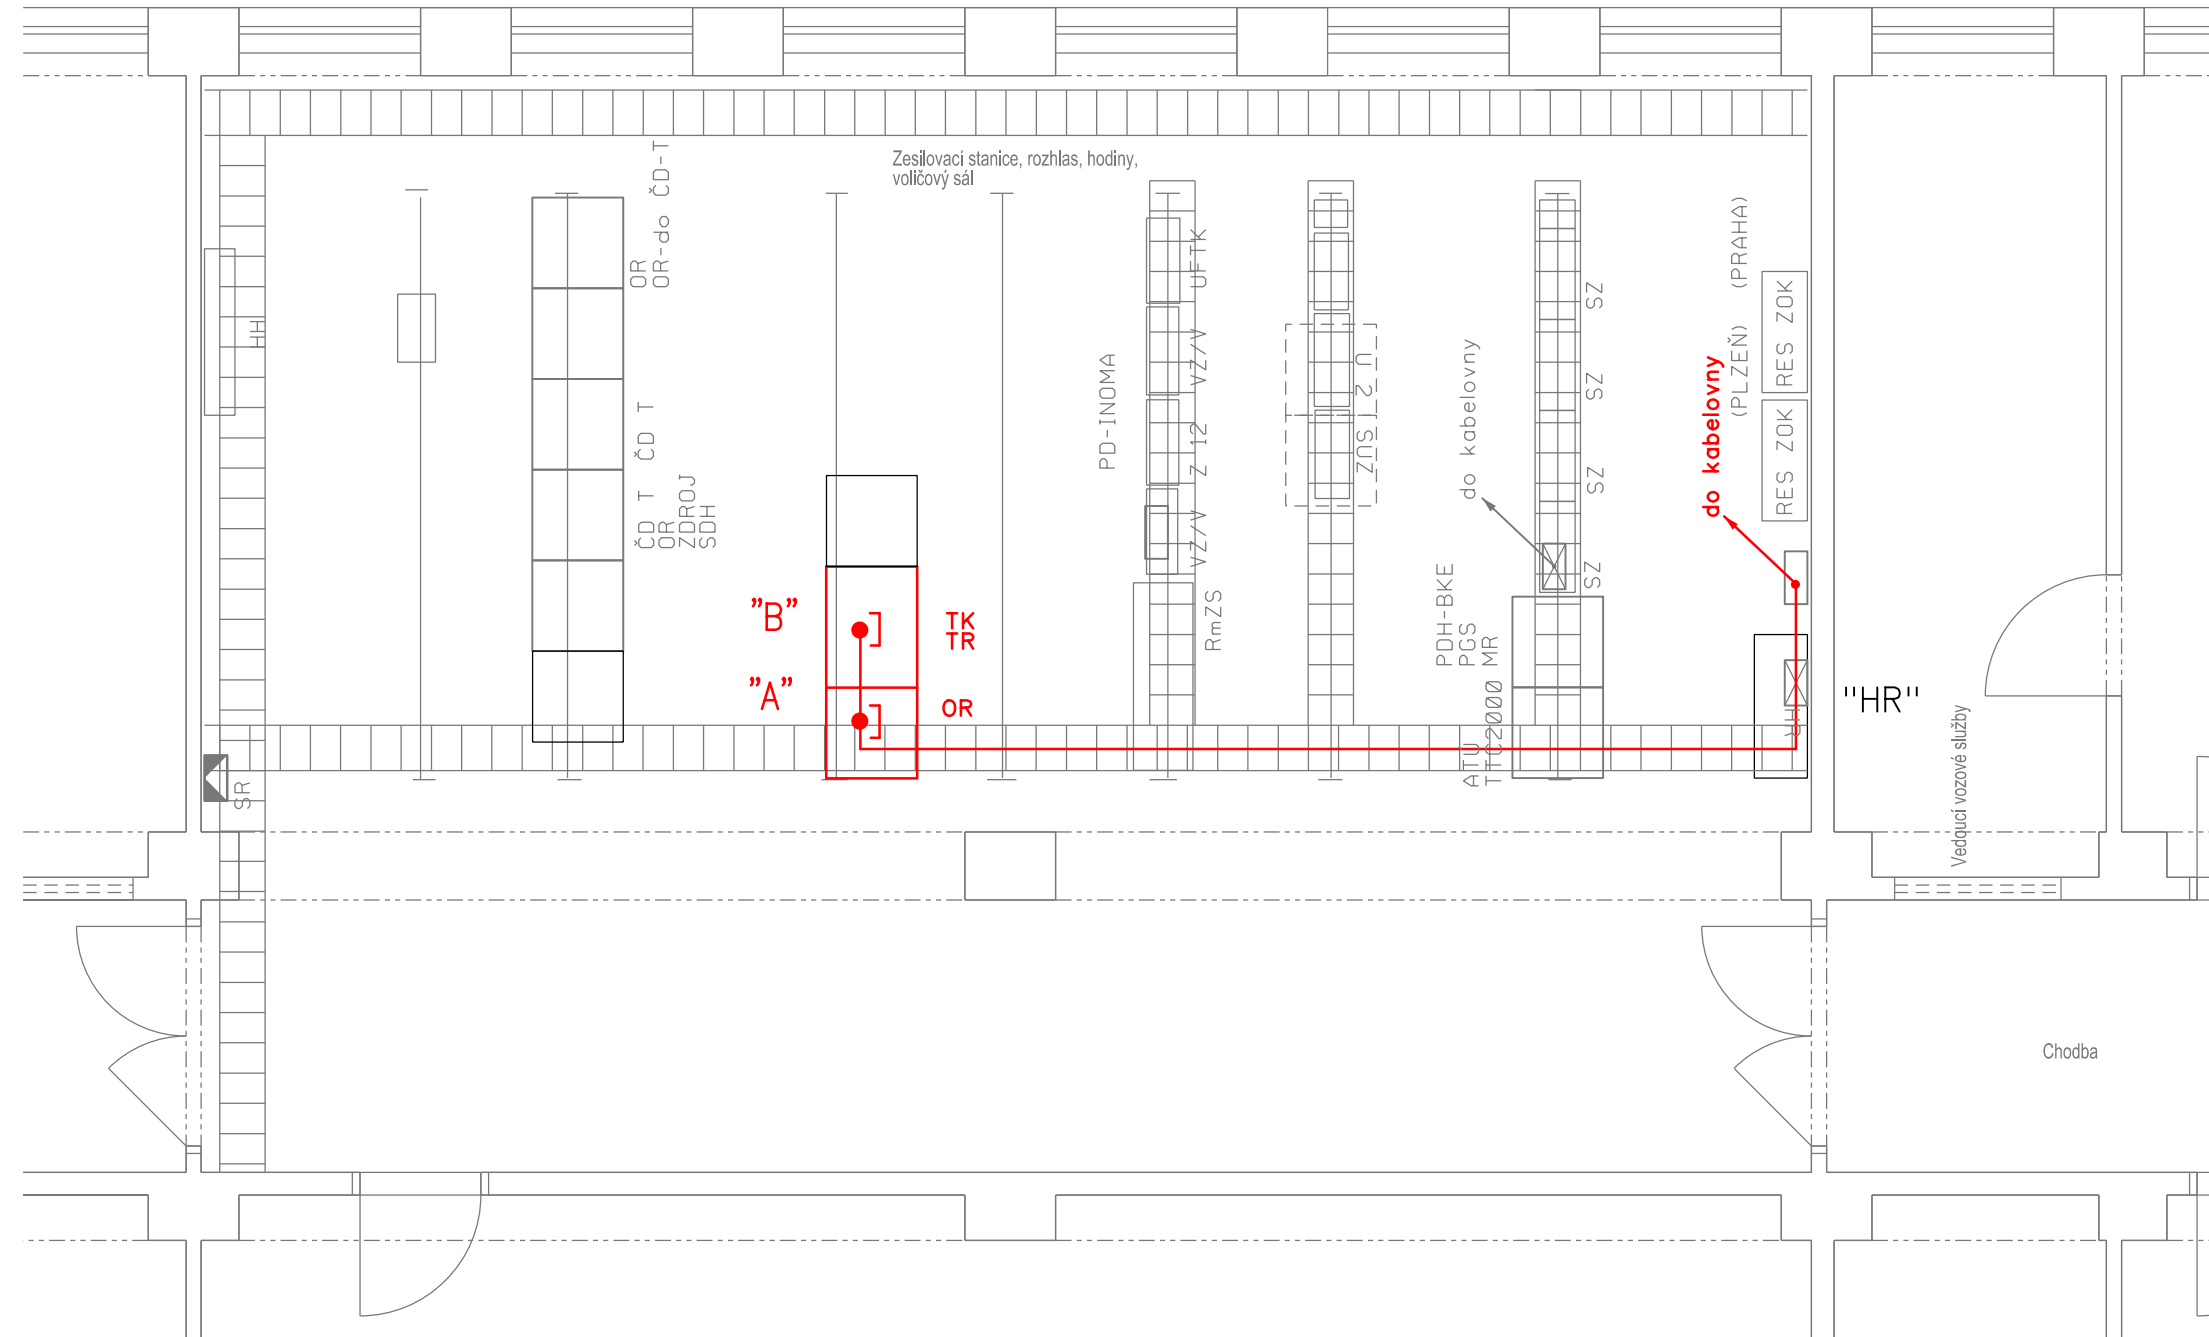 Zesilovací stanice, rozhlas, hodiny,
voličový sál
OR
OR-do ČD-T
HH
ČD T ČD T
OR
ZDROJ
SDH
SR
"B"
"A"
TK
TR
OR
PD-INOMA
UFTK
VZ/V
Z 12
VZ/V
RmZS
U 2
ZUS
do kabelovny
SZ
SZ
SZ
SZ
PDH-BKE
PGS
MR
ATU
TTC2000
do kabelovny
(PLZEŇ) (PRAHA)
RES ZOK
RES ZOK
HR
"HR"
Vedoucí vozové služby
Chodba